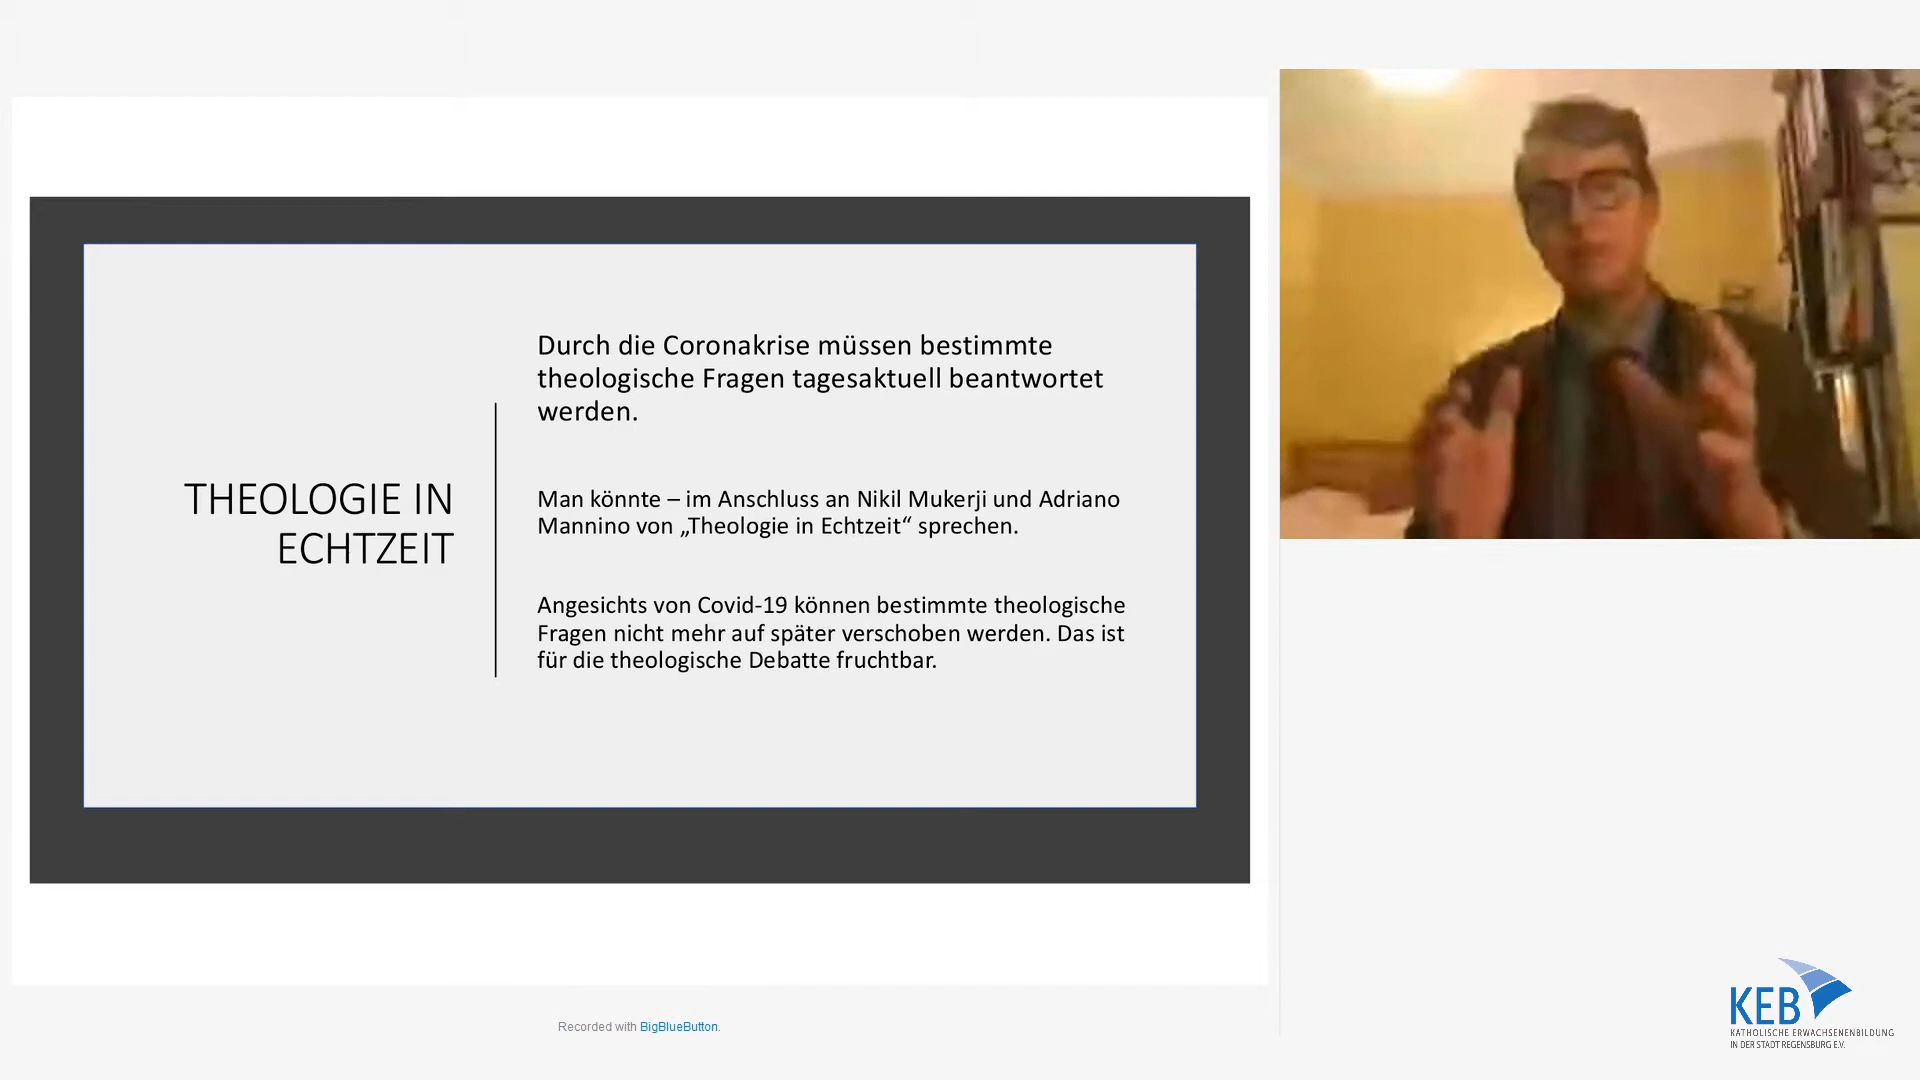 THEOLOGIE IN
ECHTZEIT
Durch die Coronakrise müssen bestimmte
theologische Fragen tagesaktuell beantwortet
werden.
Man könnte – im Anschluss an Nikil Mukerji und Adriano
Mannino von „Theologie in Echtzeit“ sprechen.
Angesichts von Covid-19 können bestimmte theologische
Fragen nicht mehr auf später verschoben werden. Das ist
für die theologische Debatte fruchtbar.
Recorded with BigBlueButton.
KEB
KATHOLISCHE ERWACHSENENBILDUNG
IN DER STADT REGENSBURG E.V.